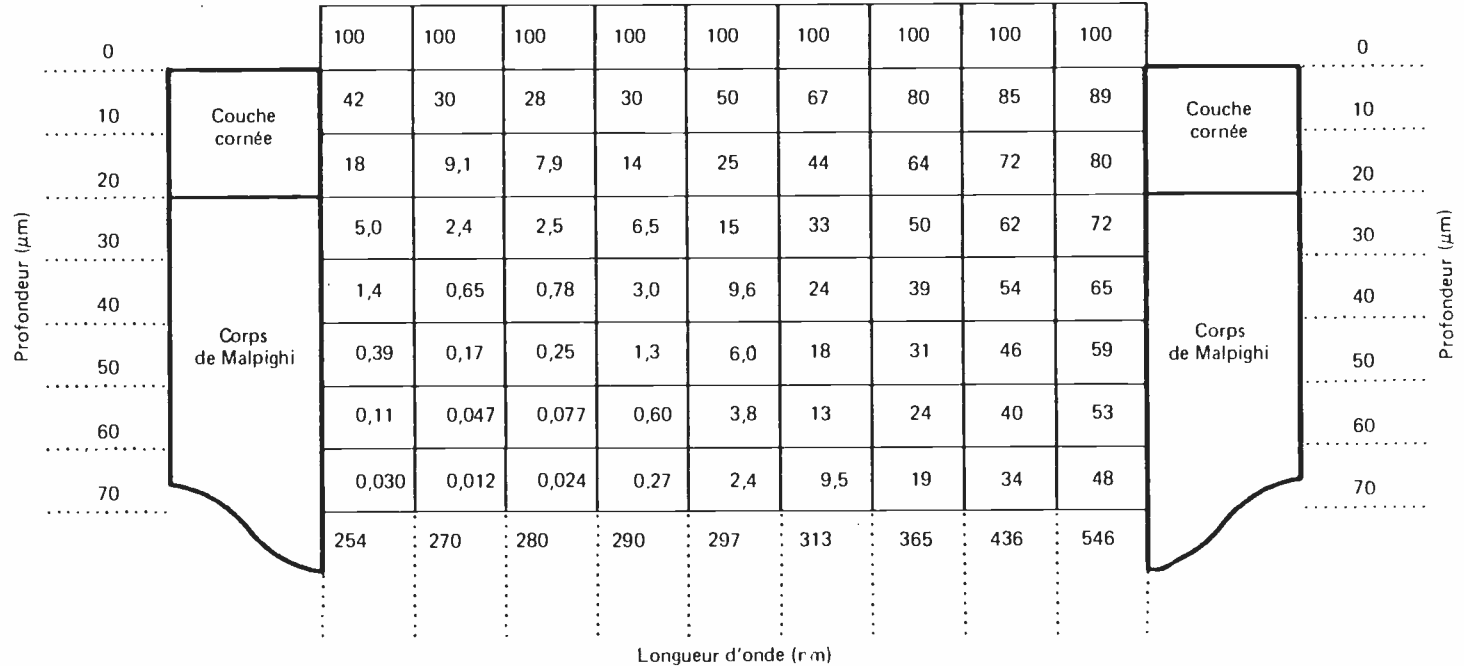 100 100 100 100 100 100 100 100 100
0 0
42 30 28 30 50 67 80 85 89
Couche Couche
10 cornée cornée 10
18 9,1 7,9 14 25 44 64 72 80
20 20
5,0 2,4 2,5 6,5 15 33 50 62 72
30 30
1,4 0,65 0,78 3,0 9,6 24 39 54 65
40 40
Corps Corps
de Malpighi 0,39 0,17 0,25 1,3 6,0 18 31 46 59 de Malpighi
50 50
0,11 0,047 0,077 0,60 3,8 13 24 40 53
60 60
0,030 0,012 0,024 0.27 2,4 9,5 19 34 48
70 70
254 270 280 290 297 313 365 436 546
Profondeur (μm) Profondeur (μm)
Longueur d'onde (nm)